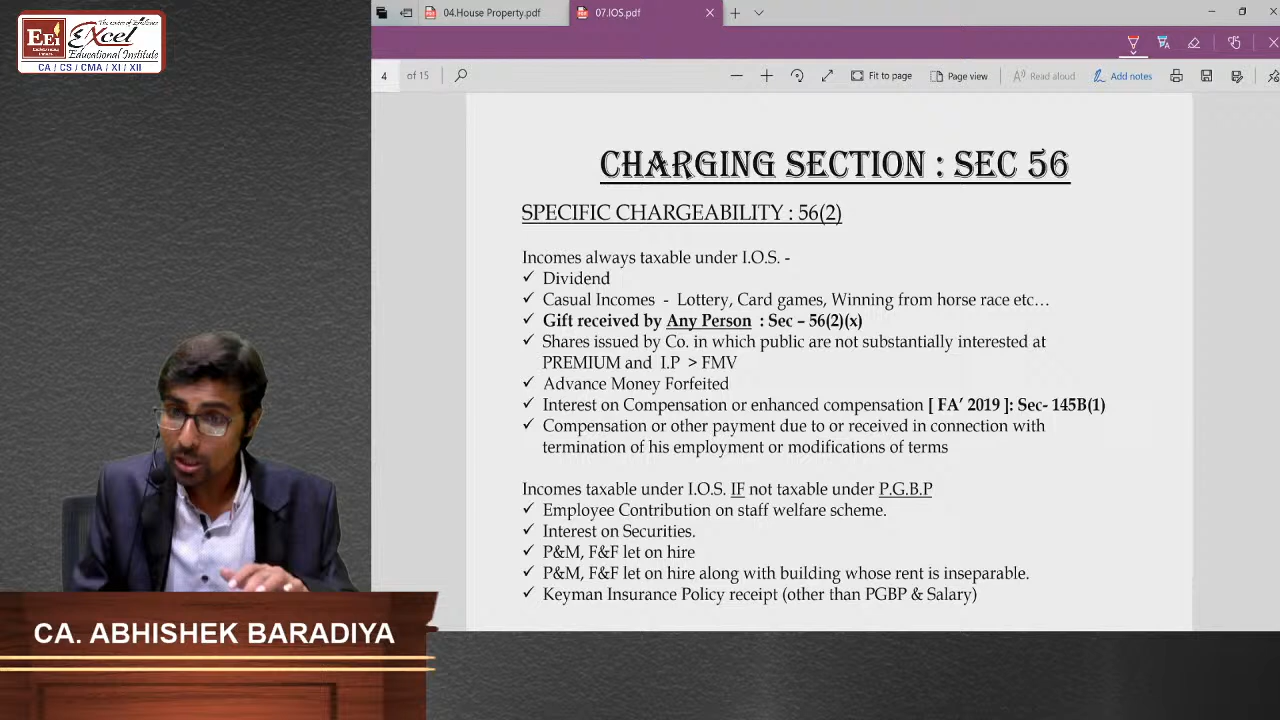 The centre of Excellence
EEi
Excel
Educational Institute
CA / CS / CMA / XI / XII
04.House Property.pdf
07.IOS.pdf
4 of 15
Fit to page
Page view
Read aloud
Add notes
CHARGING SECTION : SEC 56
SPECIFIC CHARGEABILITY : 56(2)
Incomes always taxable under I.O.S. -
✓ Dividend
✓ Casual Incomes - Lottery, Card games, Winning from horse race etc…
✓ Gift received by Any Person : Sec – 56(2)(x)
✓ Shares issued by Co. in which public are not substantially interested at
PREMIUM and I.P > FMV
✓ Advance Money Forfeited
✓ Interest on Compensation or enhanced compensation [ FA’ 2019 ]: Sec- 145B(1)
✓ Compensation or other payment due to or received in connection with
termination of his employment or modifications of terms
Incomes taxable under I.O.S. IF not taxable under P.G.B.P
✓ Employee Contribution on staff welfare scheme.
✓ Interest on Securities.
✓ P&M, F&F let on hire
✓ P&M, F&F let on hire along with building whose rent is inseparable.
✓ Keyman Insurance Policy receipt (other than PGBP & Salary)
CA. ABHISHEK BARADIYA